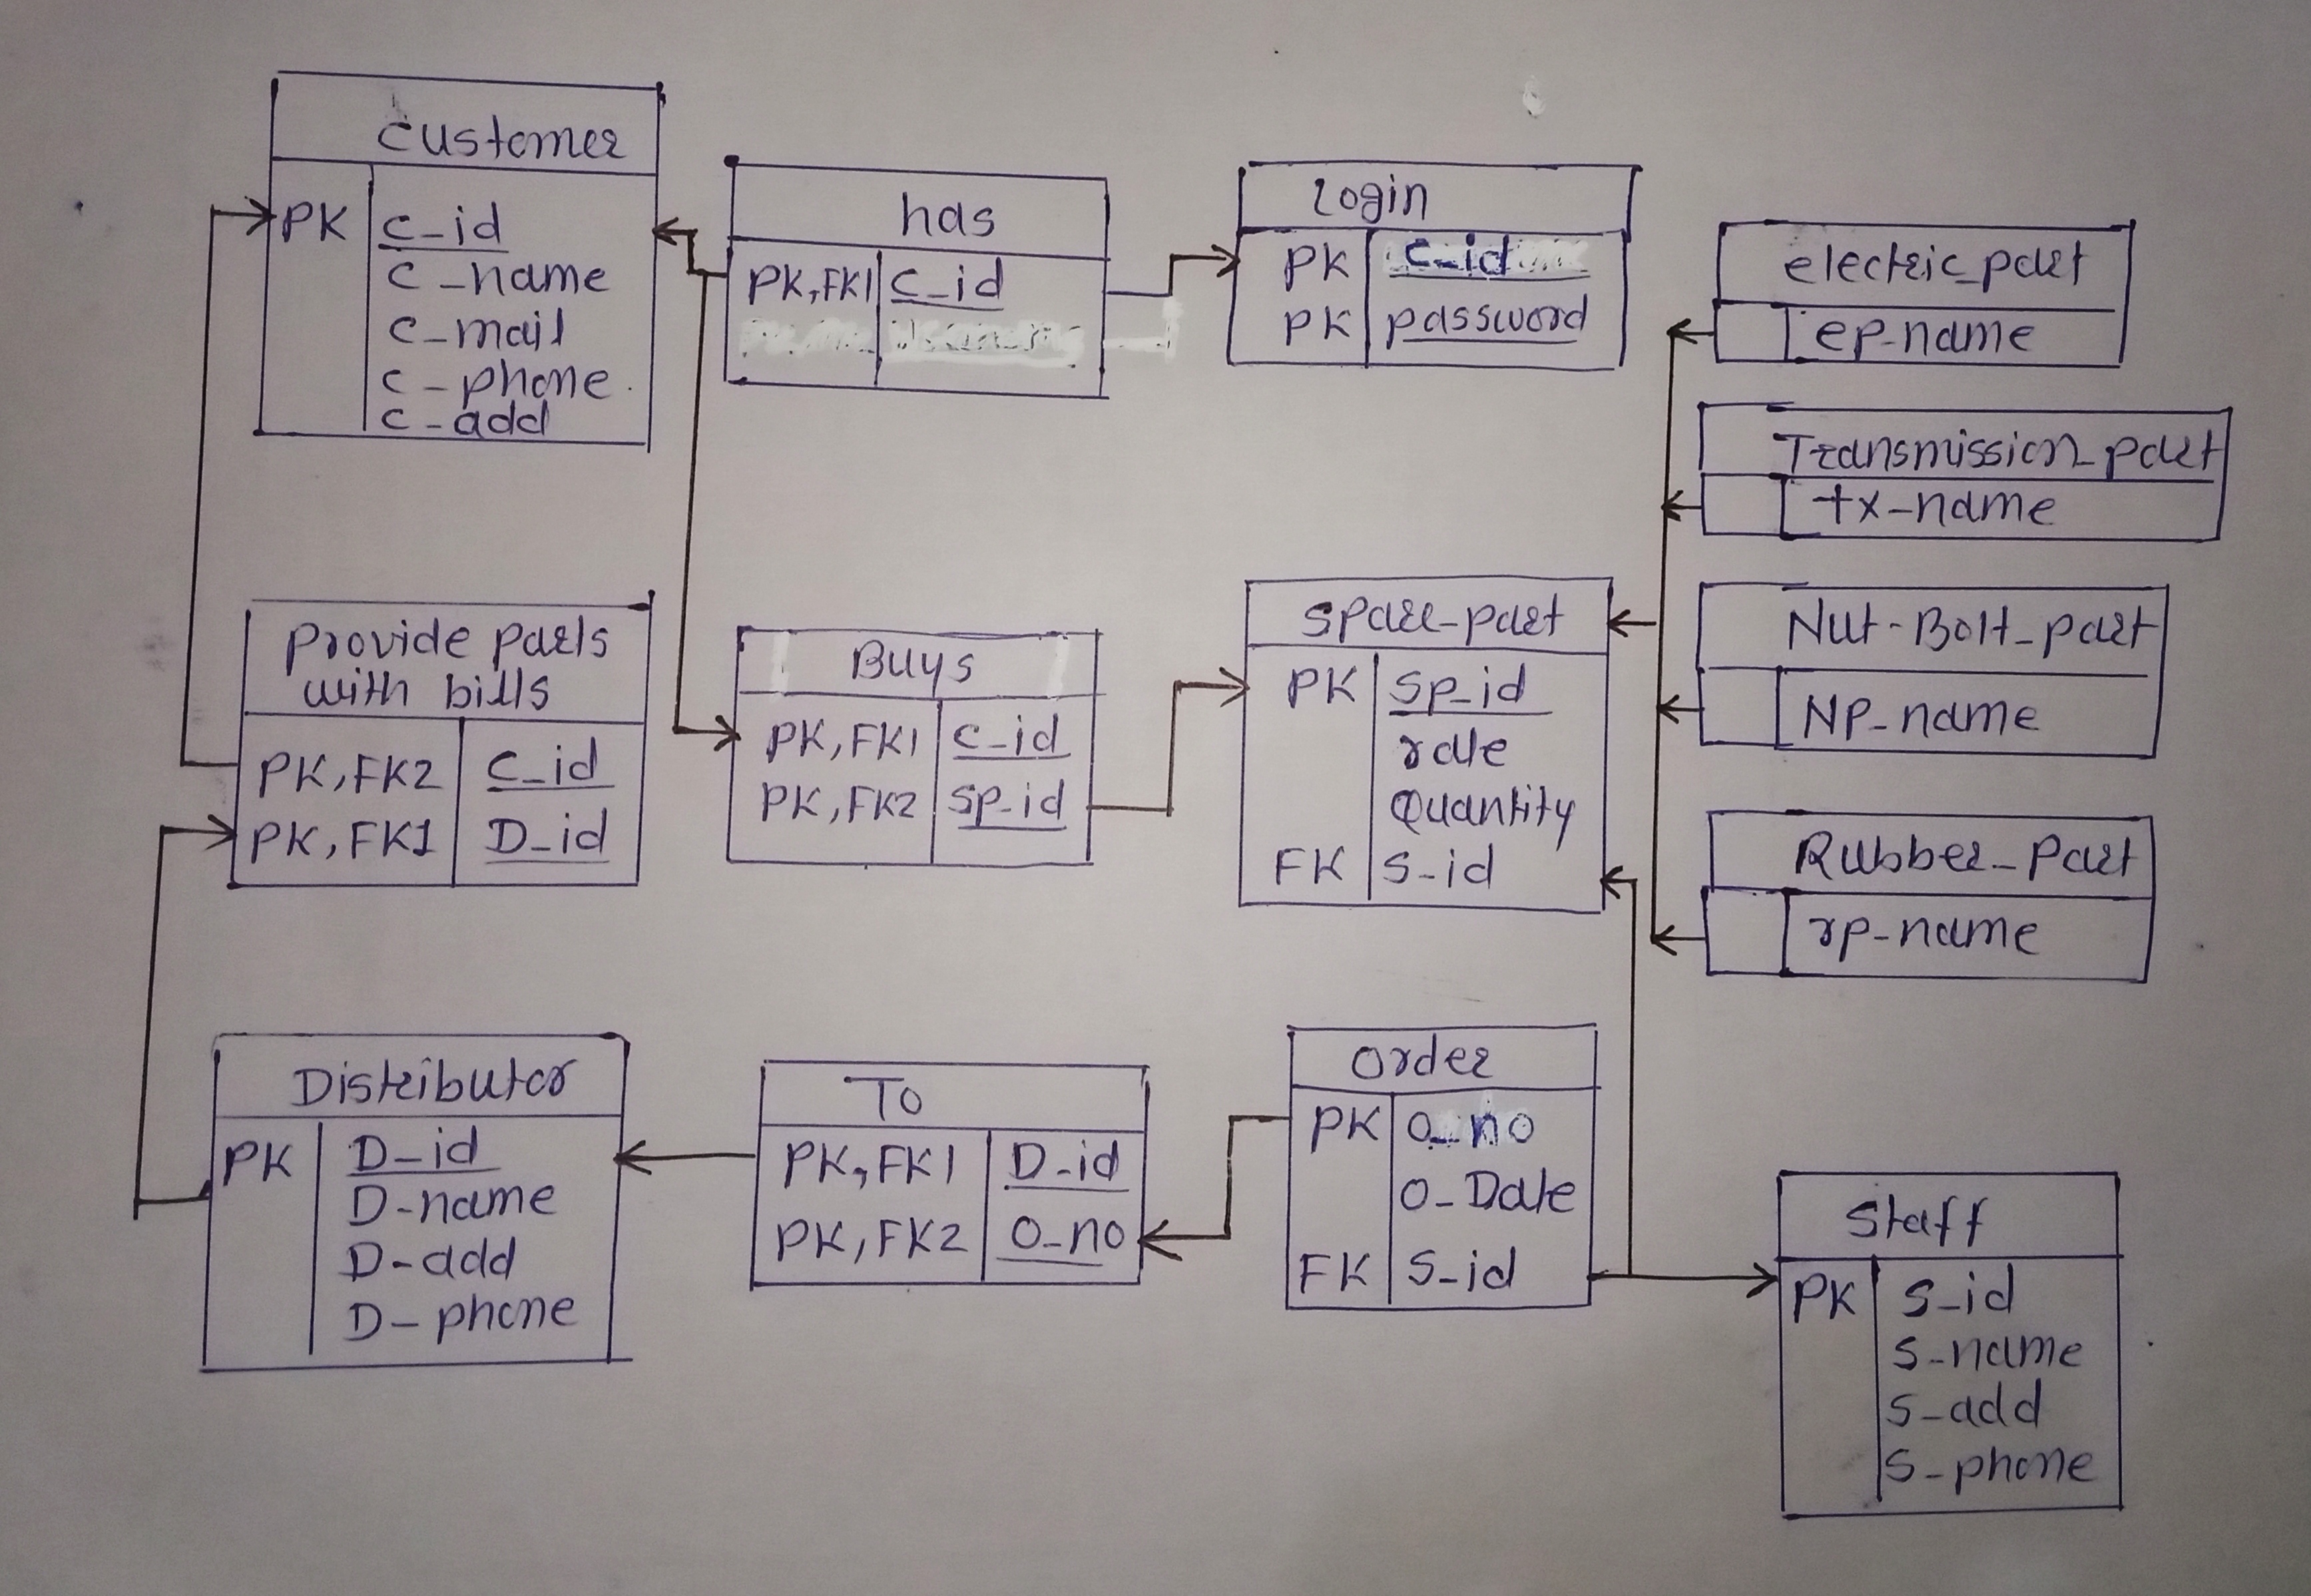 Customer
PK C_id
C_name
C_mail
C_phone
C_add
has
PK,FK1 C_id
Login
PK C_id
PK password
electric_part
ep_name
Transmission_part
tx_name
Nut-Bolt_part
NP_name
Rubber_Part
rp_name
Provide parts
with bills
PK,FK2 C_id
PK,FK1 D_id
Buys
PK,FK1 C_id
PK,FK2 Sp_id
Spare_part
PK Sp_id
rate
Quantity
FK S_id
Distributor
PK D_id
D_name
D_add
D_phone
To
PK,FK1 D_id
PK,FK2 O_no
Order
PK O_no
O_Date
FK S_id
Staff
PK S_id
S_name
S_add
S_phone